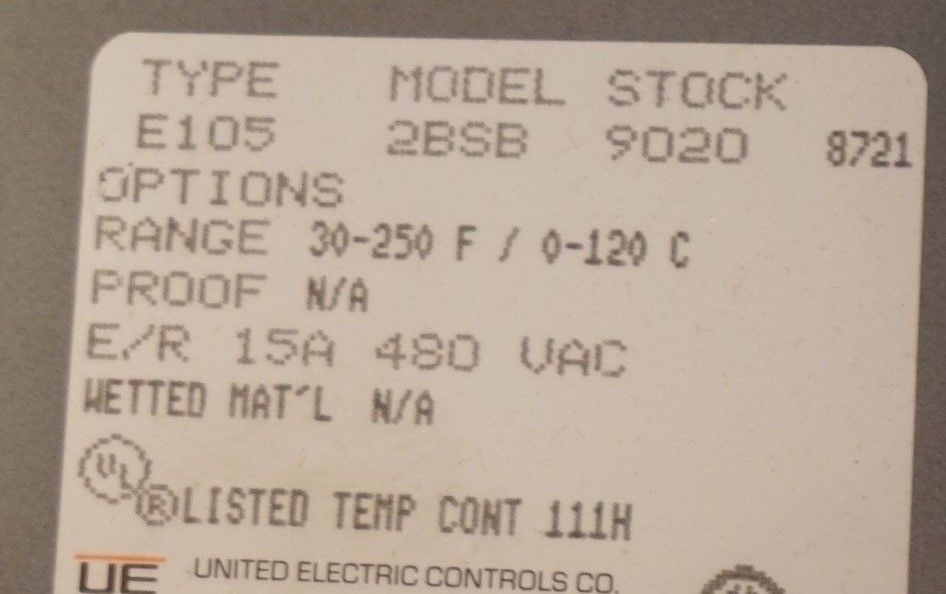 TYPE MODEL STOCK
E105 2BSB 9020 8721
OPTIONS
RANGE 30-250 F / 0-120 C
PROOF N/A
E/R 15A 480 VAC
WETTED MAT'L N/A
UL
® LISTED TEMP CONT 111H
UE UNITED ELECTRIC CONTROLS CO.